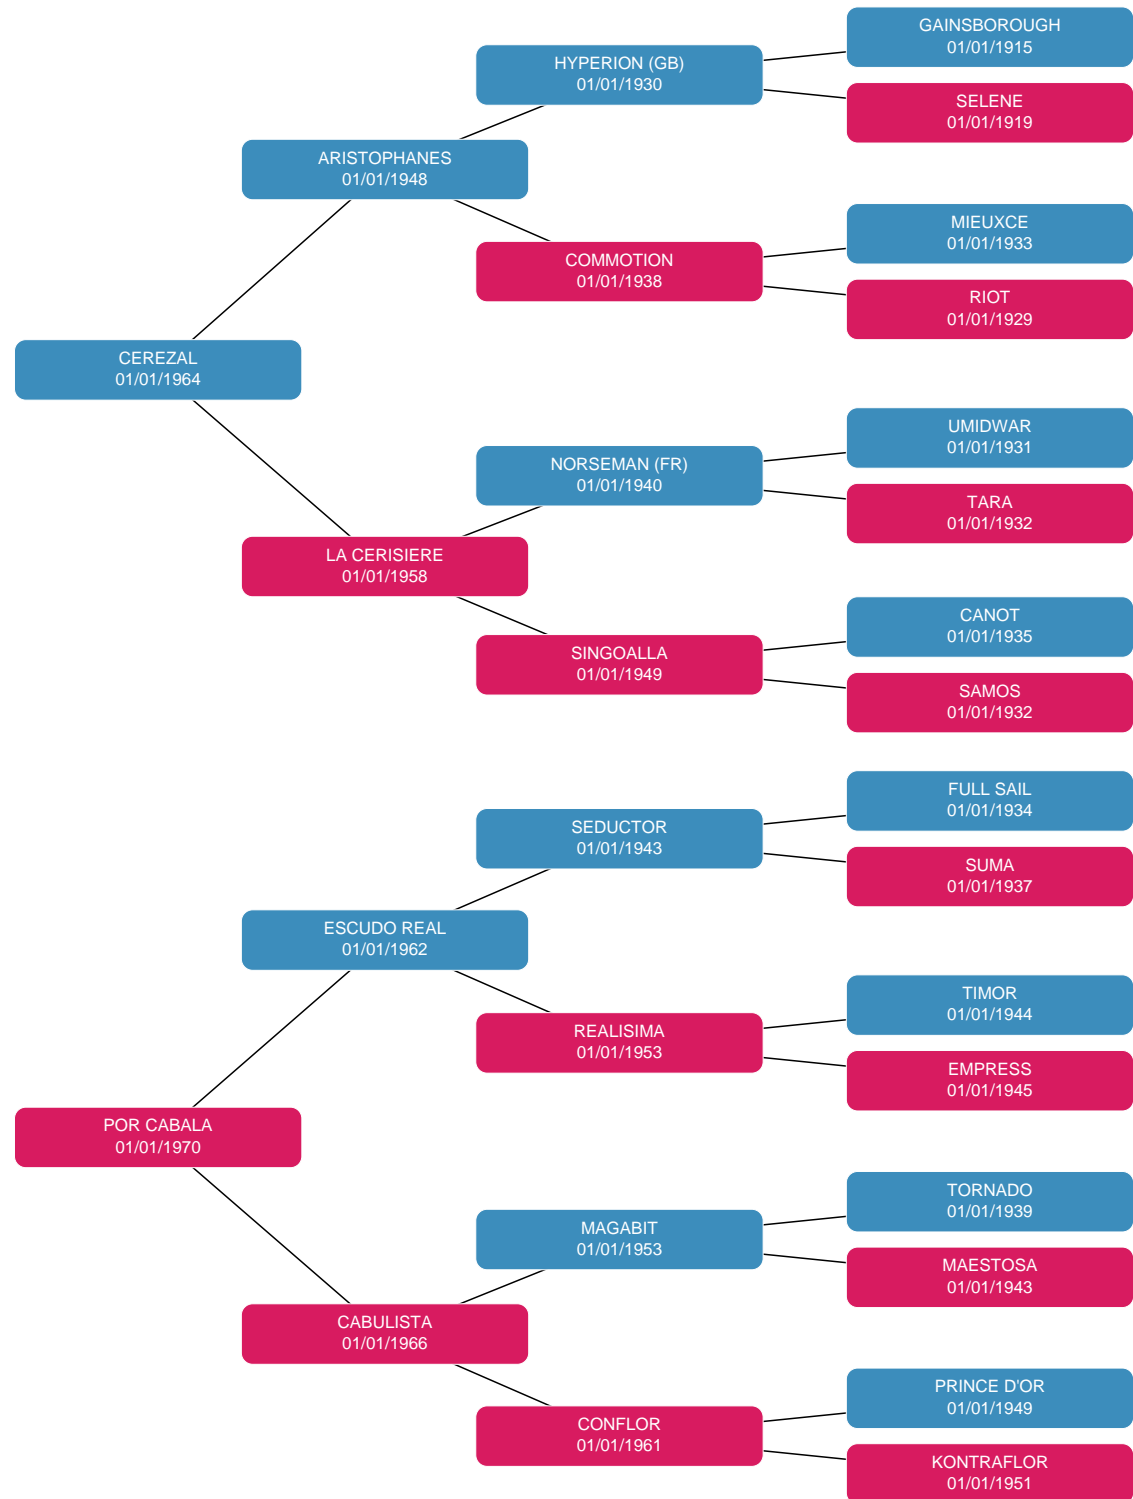 GAINSBOROUGH
01/01/1915
HYPERION (GB)
01/01/1930
SELENE
01/01/1919
ARISTOPHANES
01/01/1948
MIEUXCE
01/01/1933
COMMOTION
01/01/1938
RIOT
01/01/1929
CEREZAL
01/01/1964
UMIDWAR
01/01/1931
NORSEMAN (FR)
01/01/1940
TARA
01/01/1932
LA CERISIERE
01/01/1958
CANOT
01/01/1935
SINGOALLA
01/01/1949
SAMOS
01/01/1932
FULL SAIL
01/01/1934
SEDUCTOR
01/01/1943
SUMA
01/01/1937
ESCUDO REAL
01/01/1962
TIMOR
01/01/1944
REALISIMA
01/01/1953
EMPRESS
01/01/1945
POR CABALA
01/01/1970
TORNADO
01/01/1939
MAGABIT
01/01/1953
MAESTOSA
01/01/1943
CABULISTA
01/01/1966
PRINCE D'OR
01/01/1949
CONFLOR
01/01/1961
KONTRAFLOR
01/01/1951